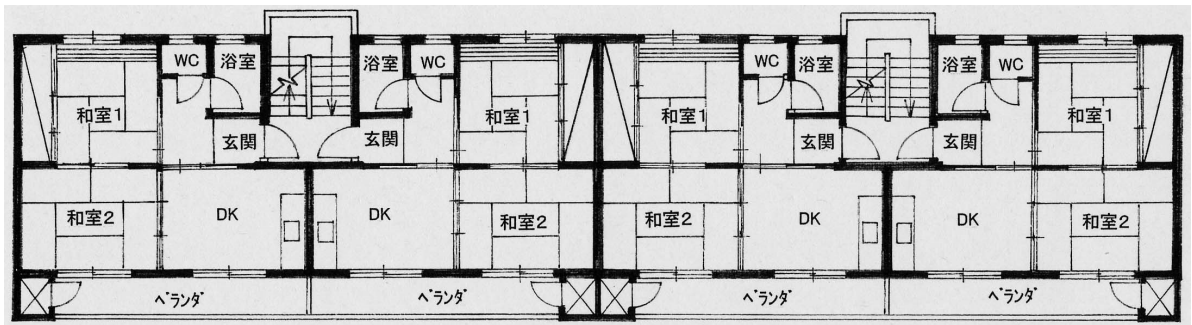 WC 浴室 浴室 WC WC 浴室 浴室 WC
和室1 和室1 和室1 和室1
玄関 玄関 玄関 玄関
和室2 DK DK 和室2 和室2 DK DK 和室2
ベランダ ベランダ ベランダ ベランダ